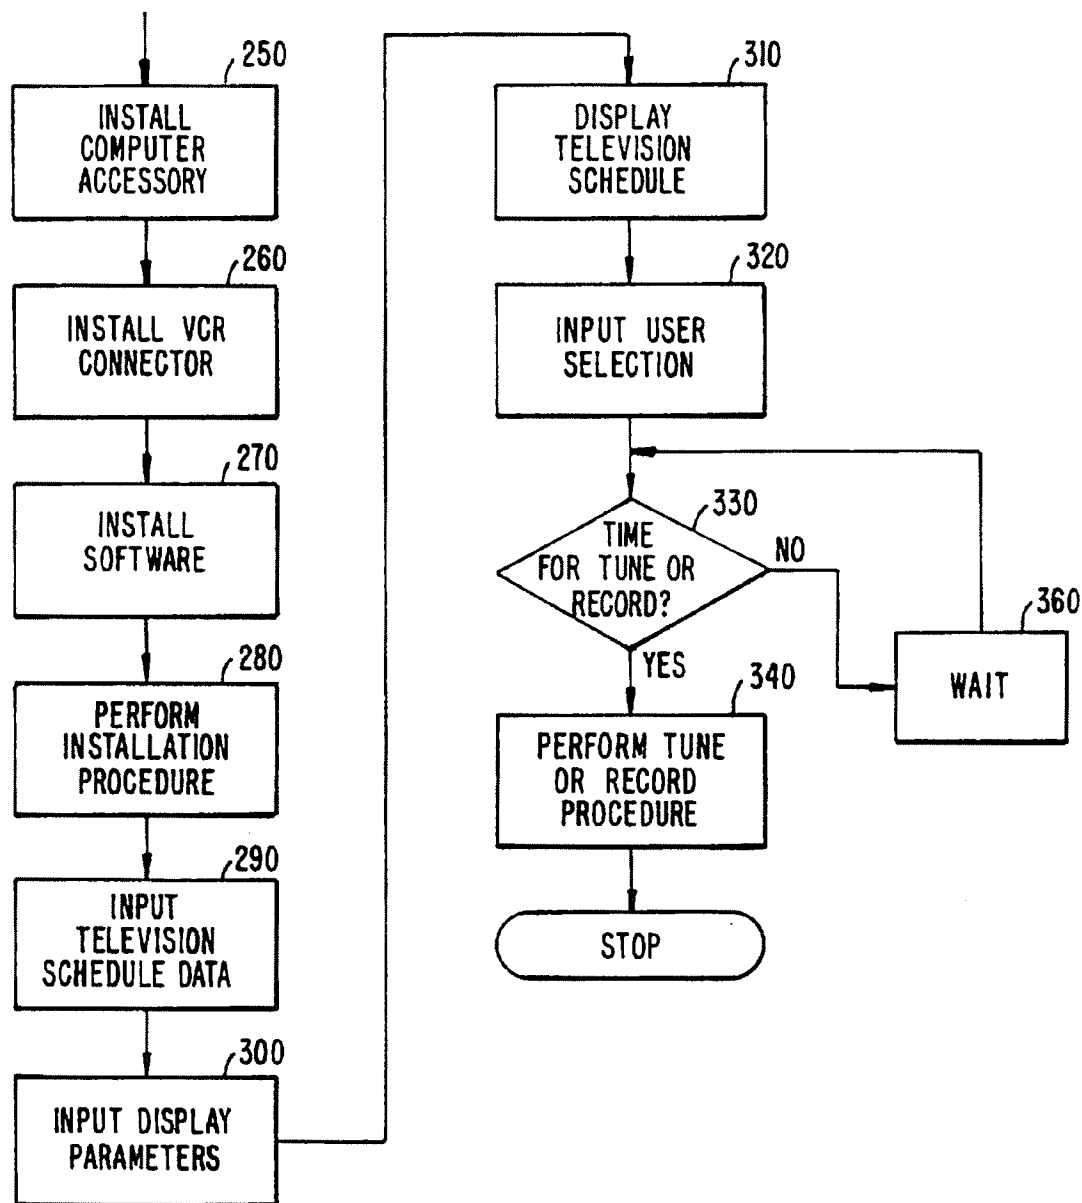 250
INSTALL
COMPUTER
ACCESSORY
260
INSTALL VCR
CONNECTOR
270
INSTALL
SOFTWARE
280
PERFORM
INSTALLATION
PROCEDURE
290
INPUT
TELEVISION
SCHEDULE DATA
300
INPUT DISPLAY
PARAMETERS
310
DISPLAY
TELEVISION
SCHEDULE
320
INPUT USER
SELECTION
330
TIME
FOR TUNE OR
RECORD?
NO
YES
360
WAIT
340
PERFORM TUNE
OR RECORD
PROCEDURE
STOP